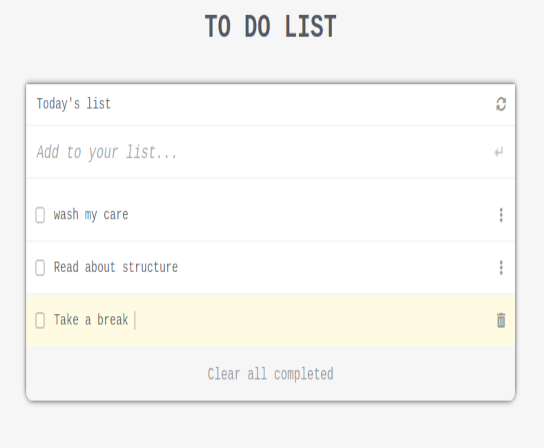 TO DO LIST
Today's list
Add to your list...
wash my care
Read about structure
Take a break
Clear all completed